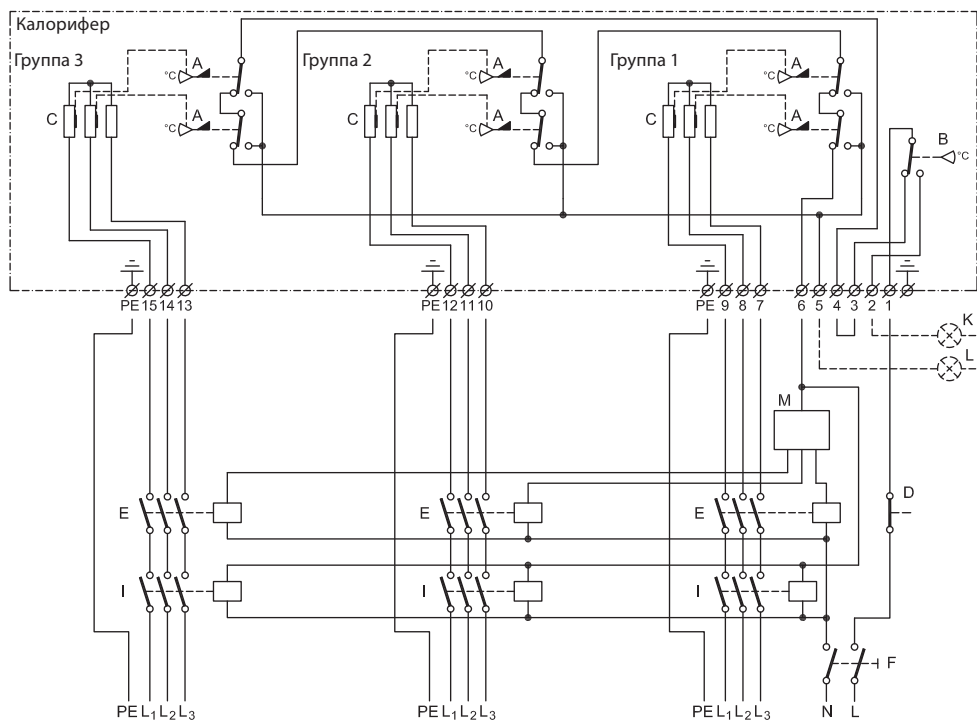 Калорифер
Группа 3
Группа 2
Группа 1
°C A
°C A
°C A
°C A
°C A
°C A
C
C
C
B
°C
PE 15 14 13
PE 12 11 10
PE 9 8 7
6 5 4 3 2 1
K
L
M
E
E
E
D
I
I
I
F
PE L1 L2 L3
PE L1 L2 L3
PE L1 L2 L3
N L